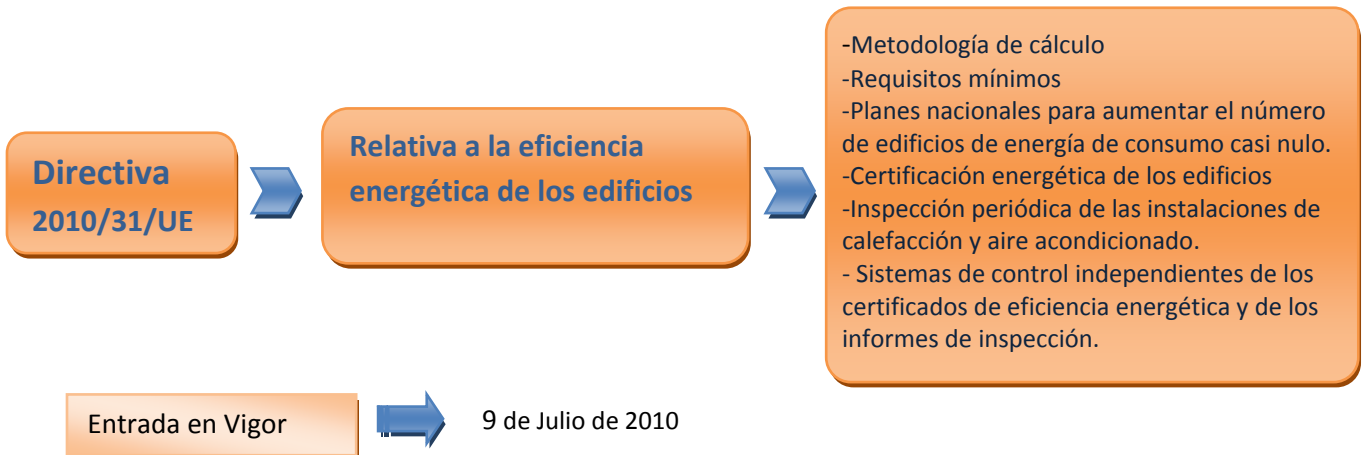 Directiva
2010/31/UE
Relativa a la eficiencia
energética de los edificios
-Metodología de cálculo
-Requisitos mínimos
-Planes nacionales para aumentar el número
de edificios de energía de consumo casi nulo.
-Certificación energética de los edificios
-Inspección periódica de las instalaciones de
calefacción y aire acondicionado.
- Sistemas de control independientes de los
certificados de eficiencia energética y de los
informes de inspección.
Entrada en Vigor
9 de Julio de 2010